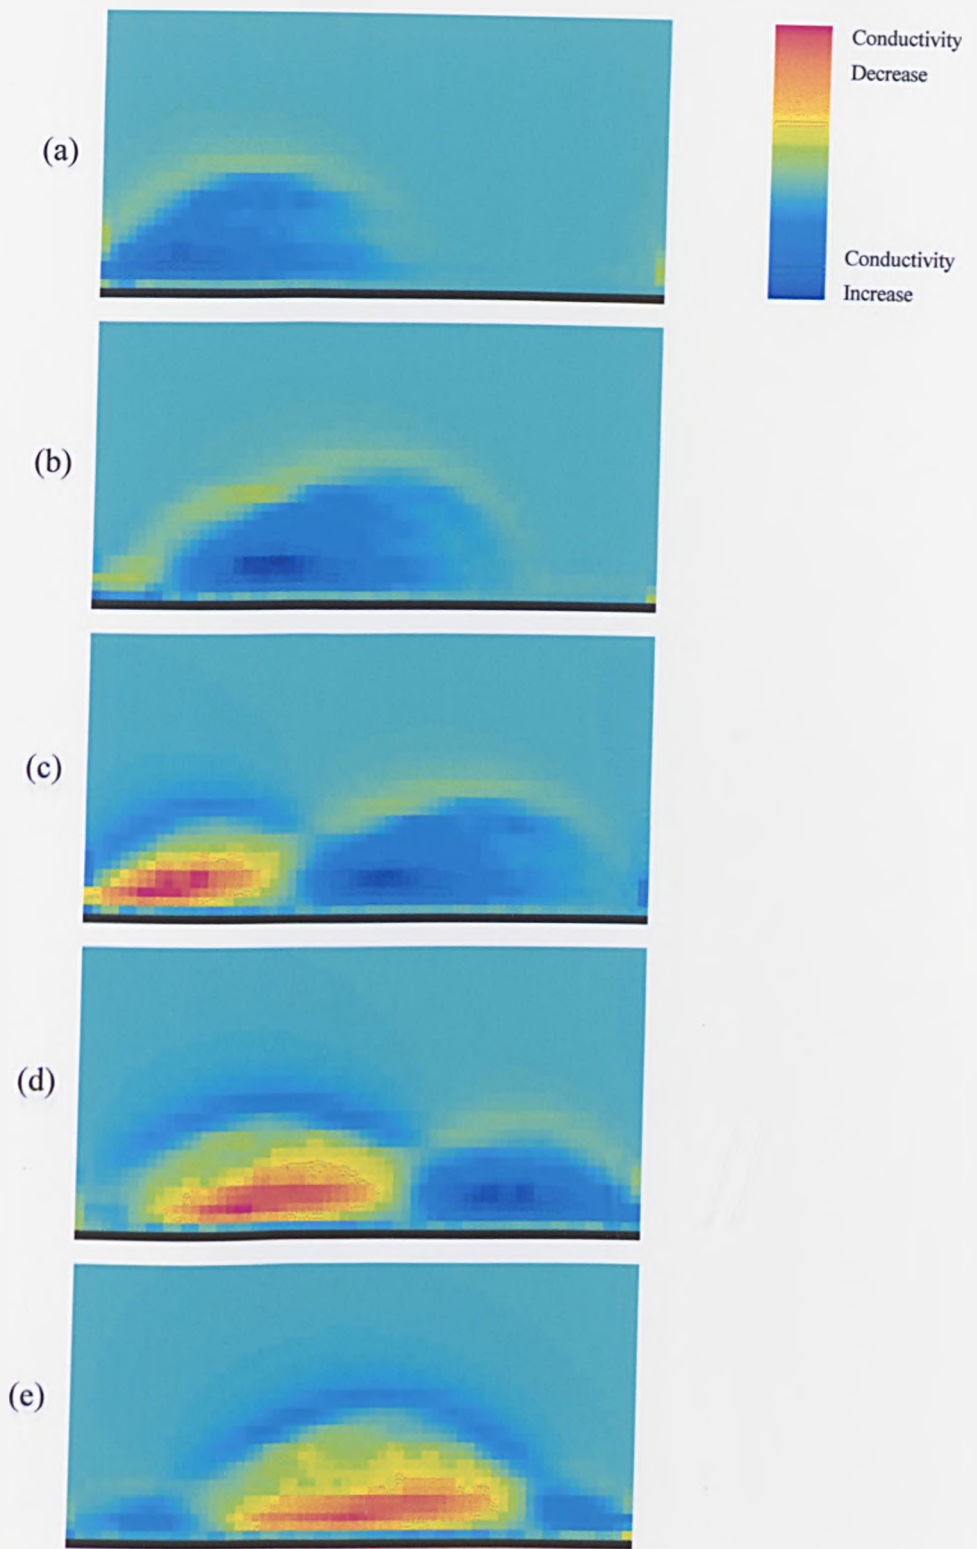 (a)
Conductivity
Decrease
Conductivity
Increase
(b)
(c)
(d)
(e)